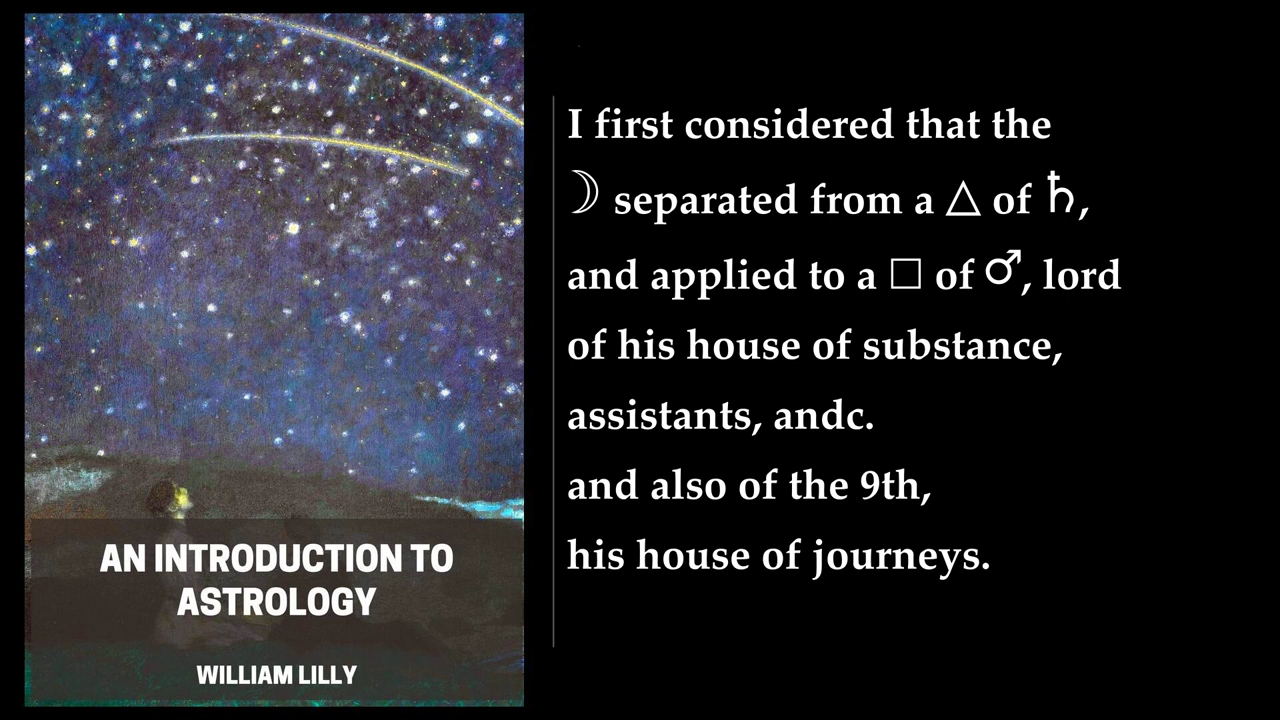 AN INTRODUCTION TO
ASTROLOGY
WILLIAM LILLY
I first considered that the
☽ separated from a △ of ♄,
and applied to a □ of ♂, lord
of his house of substance,
assistants, andc.
and also of the 9th,
his house of journeys.